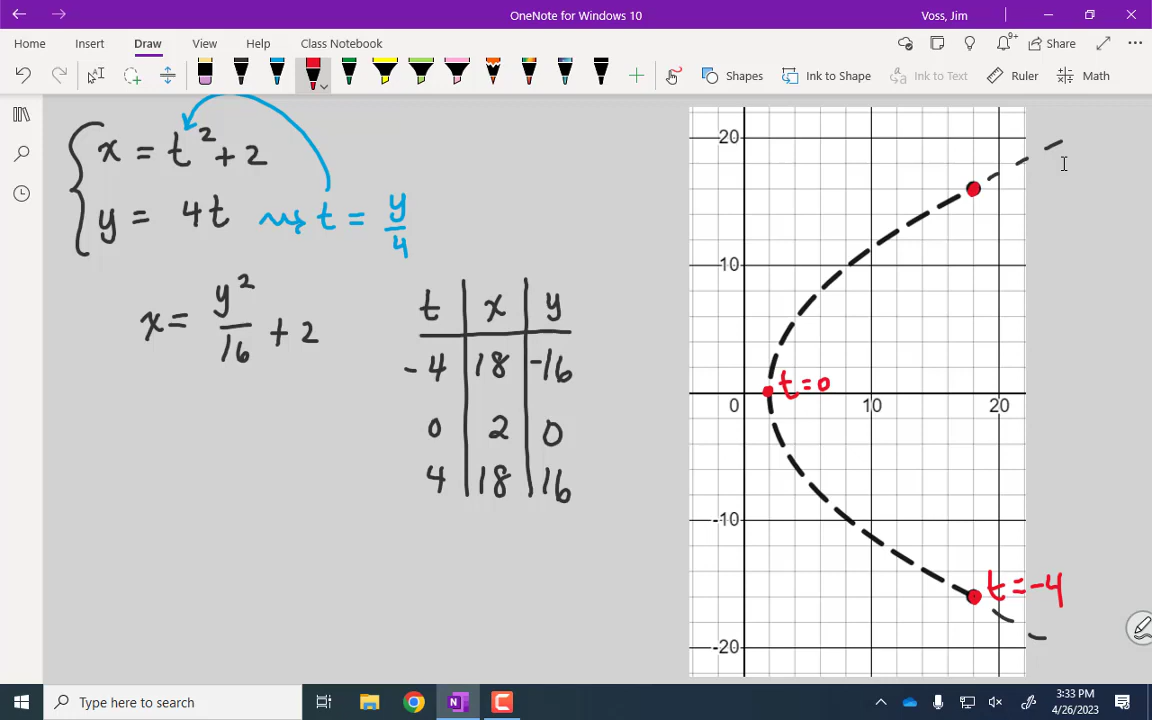 OneNote for Windows 10
Voss, Jim
Home Insert Draw View Help Class Notebook
9+
Share
Shapes Ink to Shape Ink to Text Ruler Math
x = t² + 2
y = 4t ⇝ t = y/4
x = y²/16 + 2
t x y
-4 18 -16
0 2 0
4 18 16
20
10
t = 0
0 10 20
-10
t = -4
-20
Type here to search
3:33 PM
4/26/2023